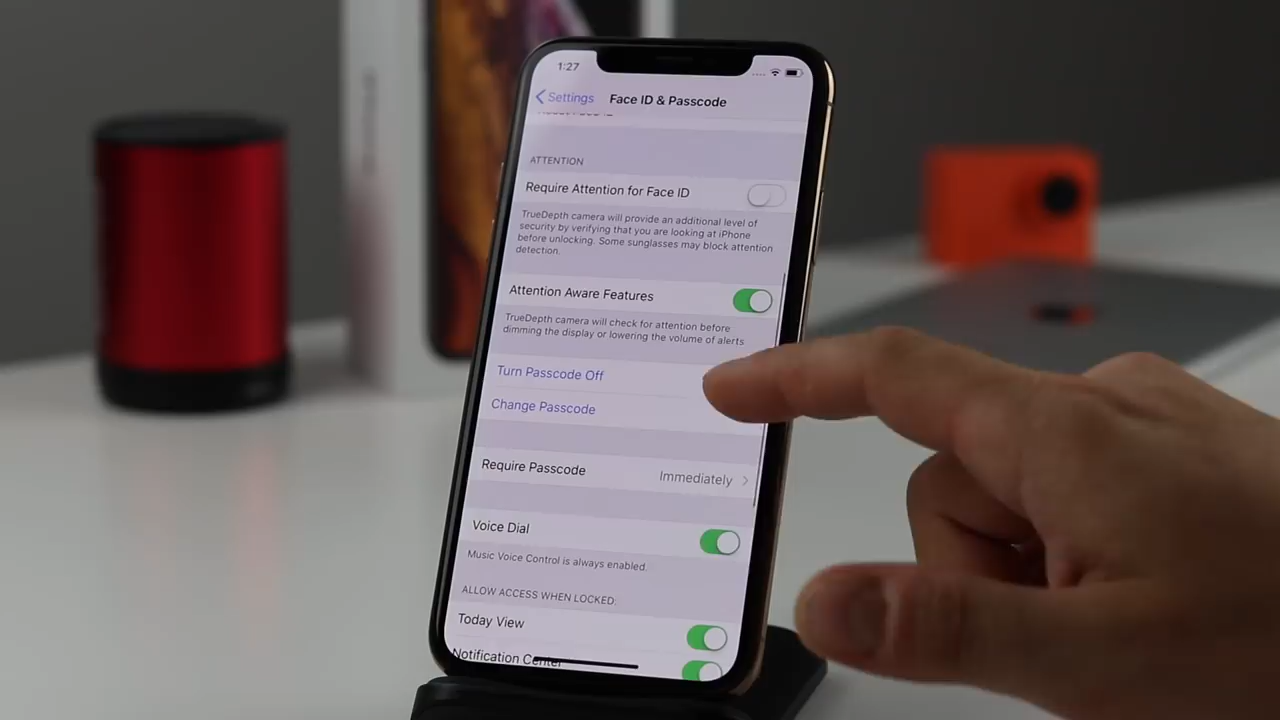 1:27
Settings
Face ID & Passcode
ATTENTION
Require Attention for Face ID
TrueDepth camera will provide an additional level of
security by verifying that you are looking at iPhone
before unlocking. Some sunglasses may block attention
detection.
Attention Aware Features
TrueDepth camera will check for attention before
dimming the display or lowering the volume of alerts
Turn Passcode Off
Change Passcode
Require Passcode
Immediately
Voice Dial
Music Voice Control is always enabled.
ALLOW ACCESS WHEN LOCKED:
Today View
Notification Center